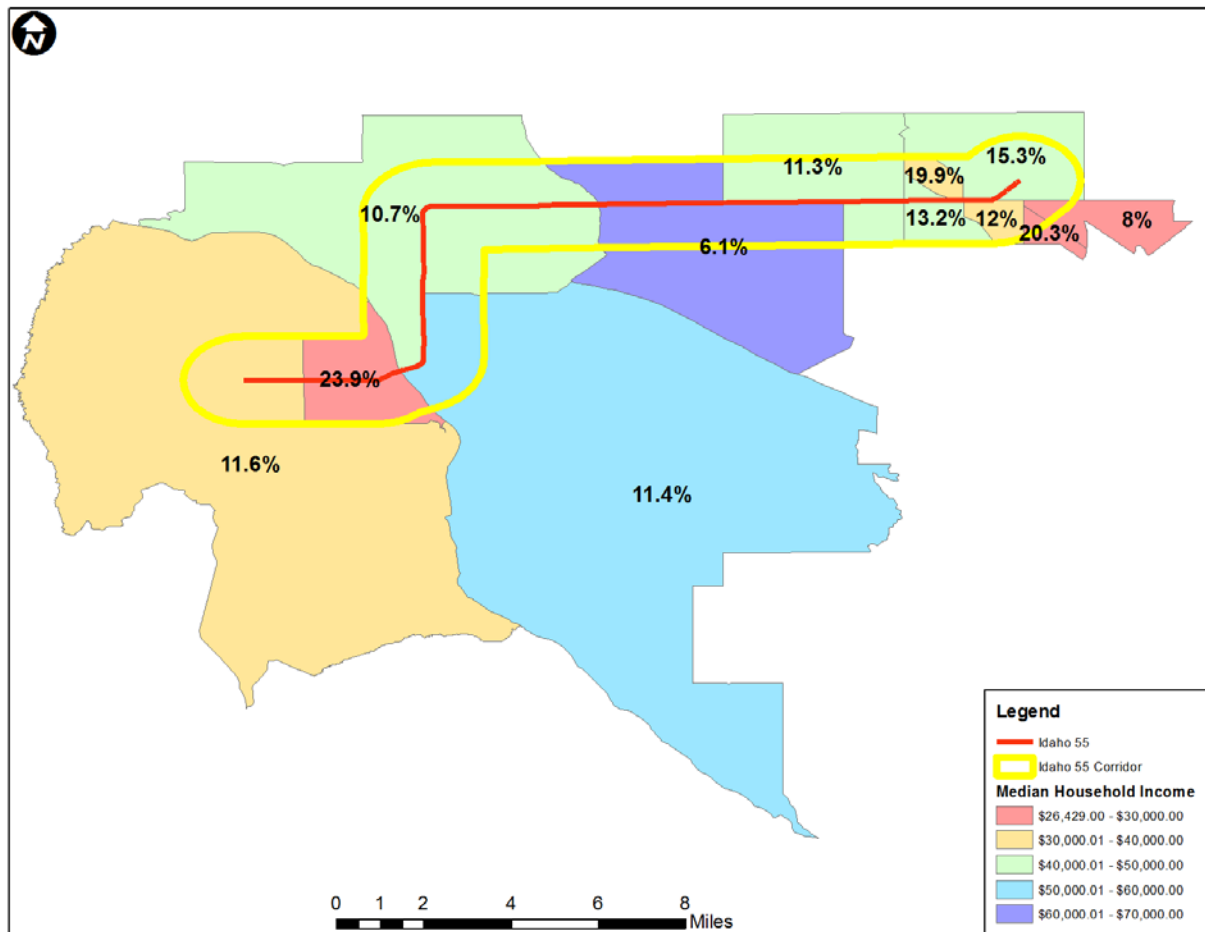 N
15.3%
11.3%
19.9%
10.7%
13.2%
12%
8%
20.3%
6.1%
23.9%
11.6%
11.4%
Legend
Idaho 55
Idaho 55 Corridor
Median Household Income
$26,429.00 - $30,000.00
$30,000.01 - $40,000.00
$40,000.01 - $50,000.00
$50,000.01 - $60,000.00
$60,000.01 - $70,000.00
0 1 2 4 6 8
Miles